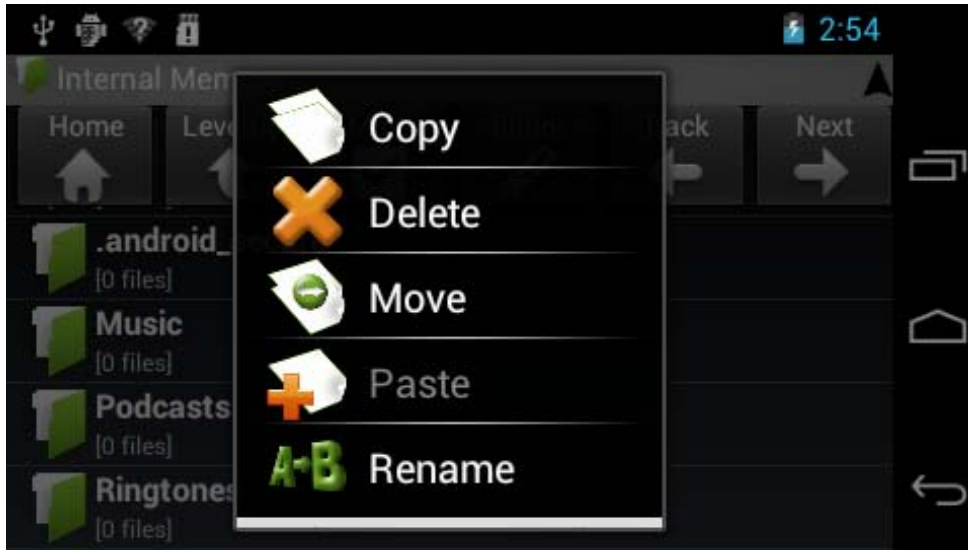 2:54
Internal Mem
Home
Leve
ack
Next
.android_
[0 files]
Music
[0 files]
Podcasts
[0 files]
Ringtones
[0 files]
Copy
Delete
Move
Paste
A→B Rename